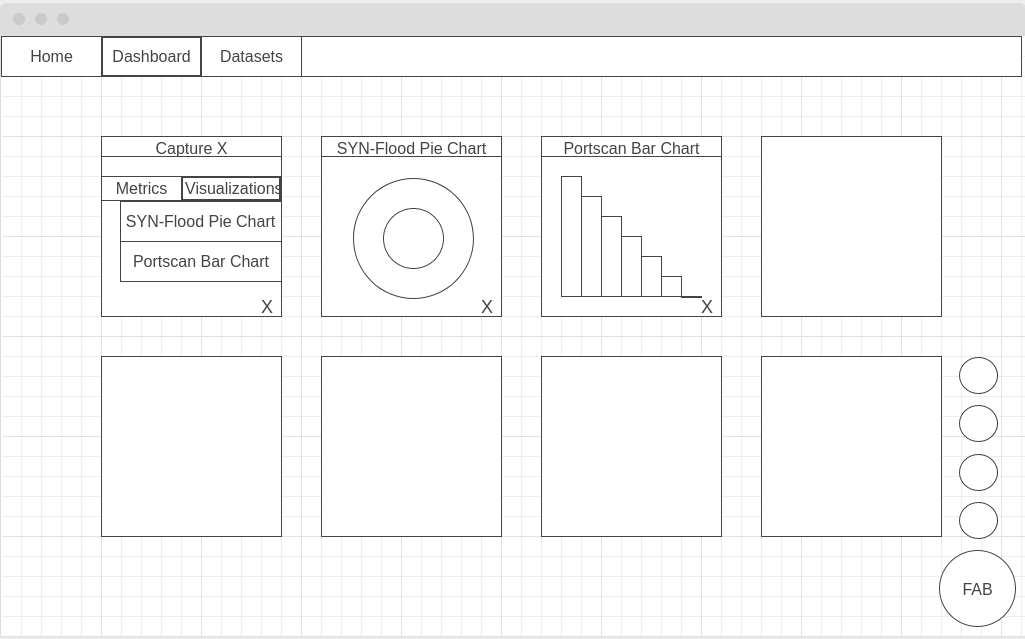 Home Dashboard Datasets
Capture X
Metrics Visualizations
SYN-Flood Pie Chart
Portscan Bar Chart
X
SYN-Flood Pie Chart
X
Portscan Bar Chart
X
FAB